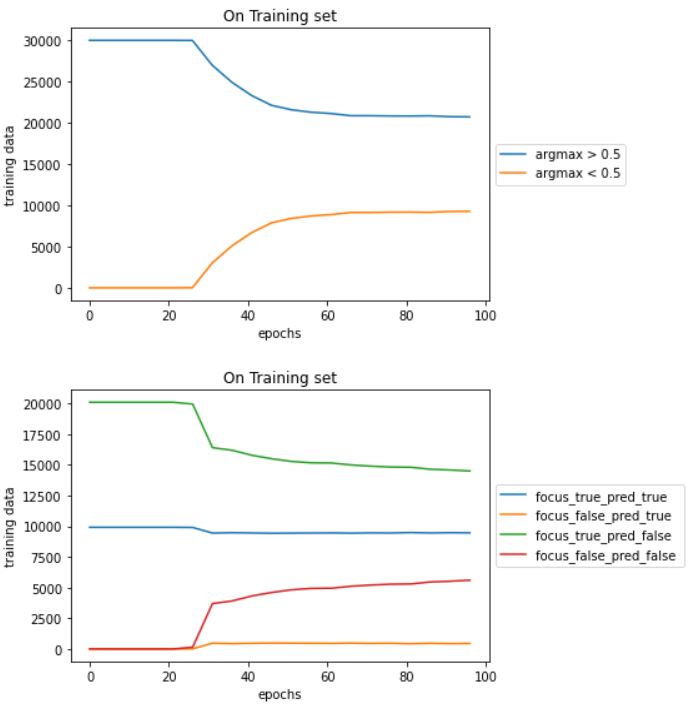 On Training set
30000
25000
20000
15000
10000
5000
0
training data
argmax > 0.5
argmax < 0.5
0 20 40 60 80 100
epochs
On Training set
20000
17500
15000
12500
10000
7500
5000
2500
0
training data
focus_true_pred_true
focus_false_pred_true
focus_true_pred_false
focus_false_pred_false
0 20 40 60 80 100
epochs